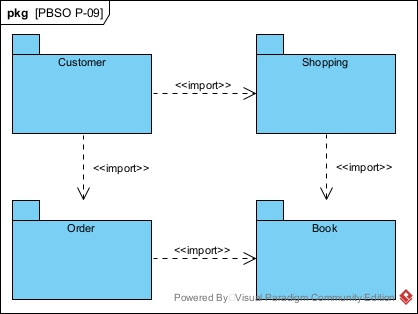 pkg [PBSO P-09]
Customer
Shopping
<<import>>
<<import>>
<<import>>
Order
Book
<<import>>
Powered By Visual Paradigm Community Edition